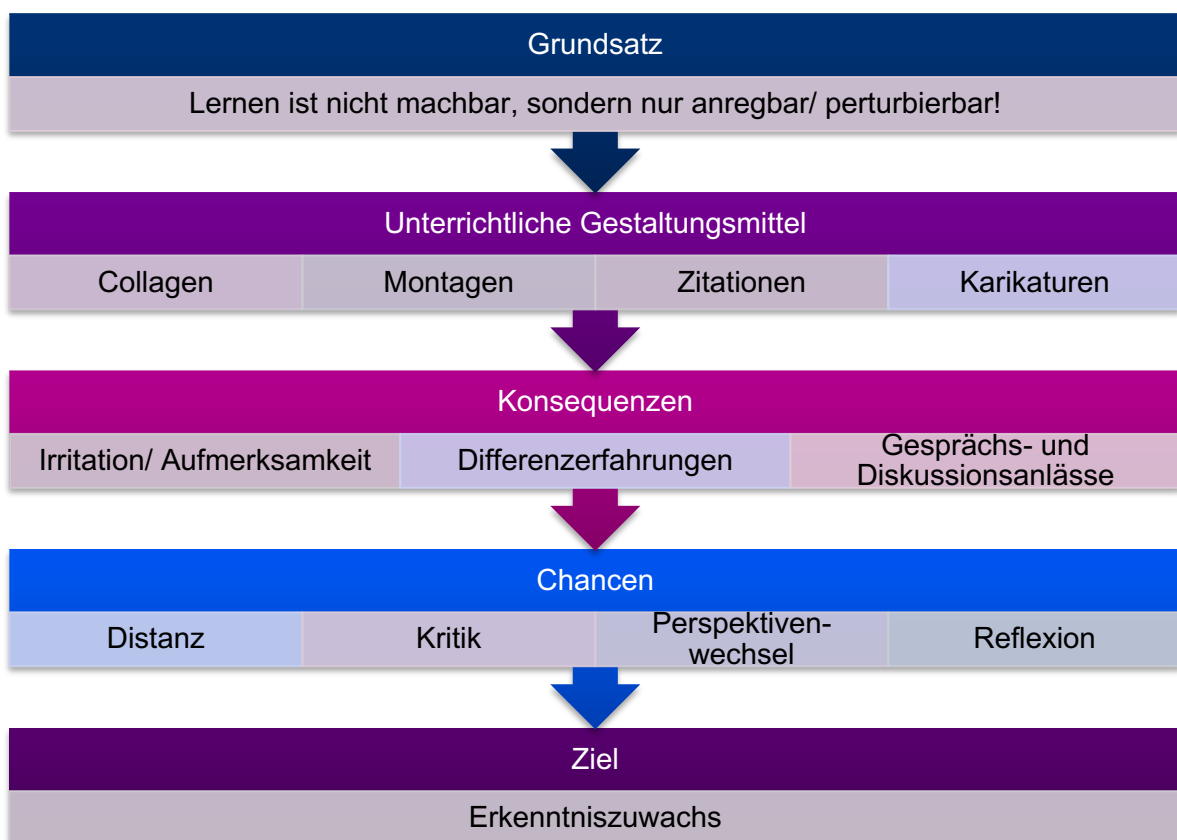 Grundsatz
Lernen ist nicht machbar, sondern nur anregbar/ perturbierbar!
Unterrichtliche Gestaltungsmittel
Collagen
Montagen
Zitationen
Karikaturen
Konsequenzen
Irritation/ Aufmerksamkeit
Differenzerfahrungen
Gesprächs- und
Diskussionsanlässe
Chancen
Distanz
Kritik
Perspektiven-
wechsel
Reflexion
Ziel
Erkenntniszuwachs